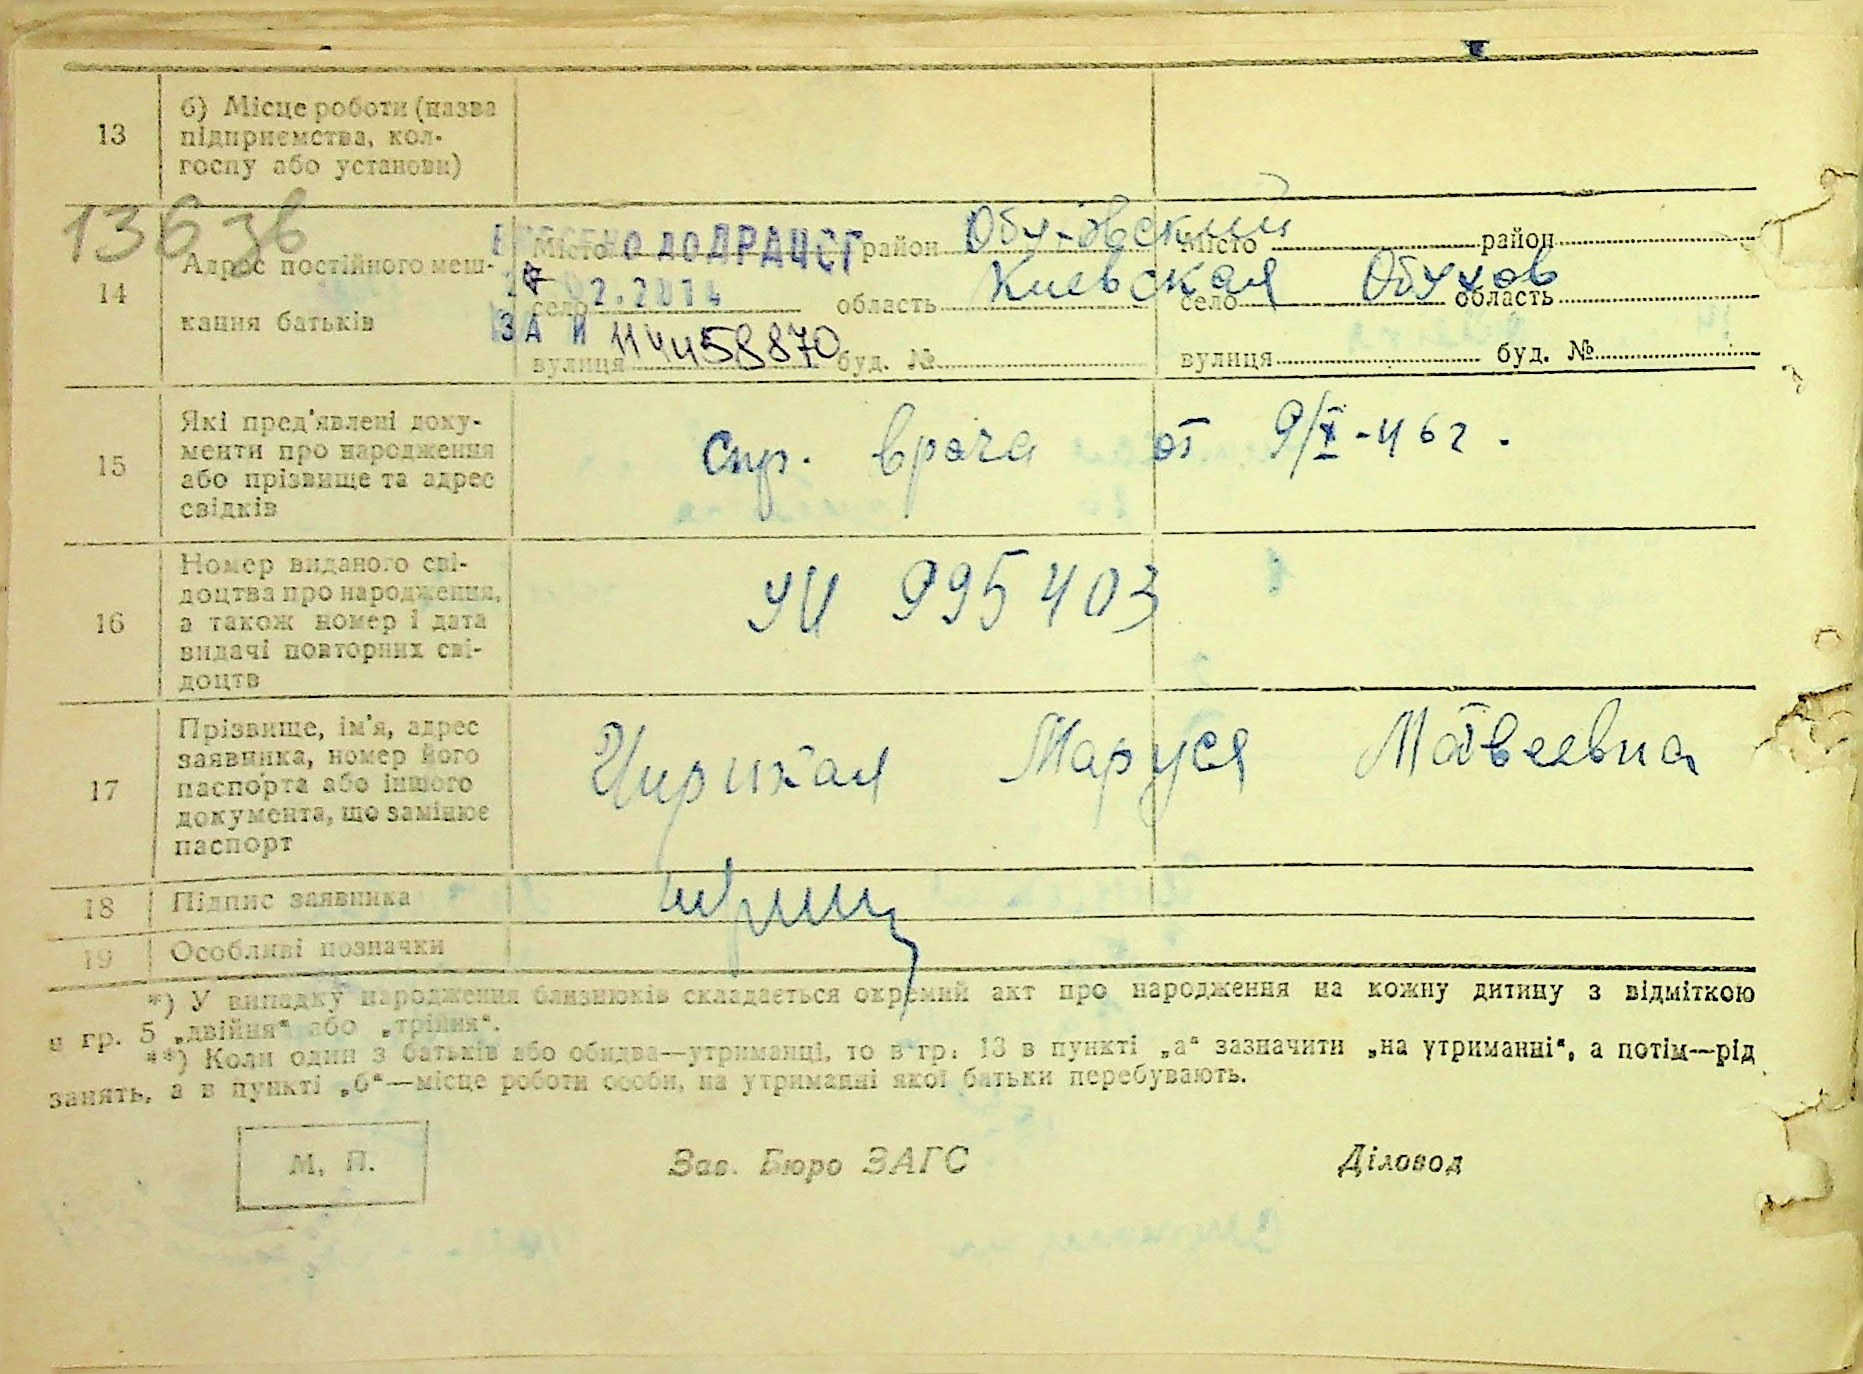 13
б) Місце роботи (назва
підприємства, кол-
госпу або установи)
136 зв
14
Адрес постійного меш-
кання батьків
ВНЕСЕНО ДО ДРАЦСГ
2.2014
ЗА № 114458870
Місто район Обуховский
село область Киевская
вулиця буд. №
Місто район
село Обухов область
вулиця буд. №
15
Які пред'явлені доку-
менти про народження
або прізвище та адрес
свідків
Спр. врача от 9/X-46г.
16
Номер виданого сві-
доцтва про народження,
а також номер і дата
видачі повторних сві-
доцтв
УИ 995403
17
Прізвище, ім'я, адрес
заявника, номер його
паспорта або іншого
документа, що замінює
паспорт
Маруся Матвеевна
18
Підпис заявника
19
Особливі позначки
*) У випадку народження близнюків складається окремий акт про народження на кожну дитину з відміткою
у гр. 5 „двійня“ або „трійня“.
**) Коли один з батьків або обидва—утриманці, то в гр. 13 в пункті „а“ зазначити „на утриманні“, а потім—рід
занять, а в пункті „б“—місце роботи особи, на утриманні якої батьки перебувають.
М. П.
Зав. Бюро ЗАГС
Діловод